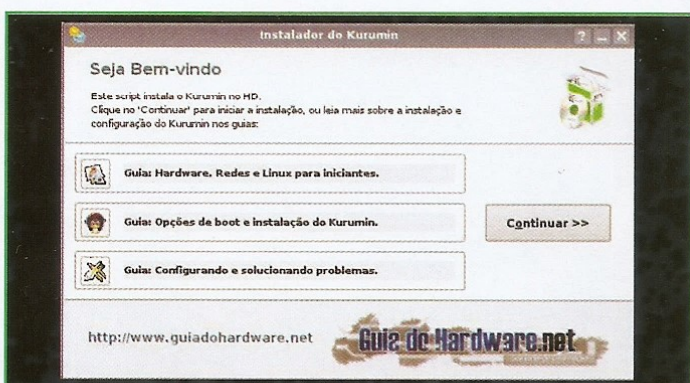 Instalador do Kurumin
Seja Bem-vindo
Este script instala o Kurumin no HD.
Clique no 'Continuar' para iniciar a instalação, ou leia mais sobre a instalação e
configuração do Kurumin nos guias:
Guia: Hardware, Redes e Linux para iniciantes.
Guia: Opções de boot e instalação do Kurumin.
Continuar >>
Guia: Configurando e solucionando problemas.
http://www.guiadohardware.net
Guia do Hardware.net